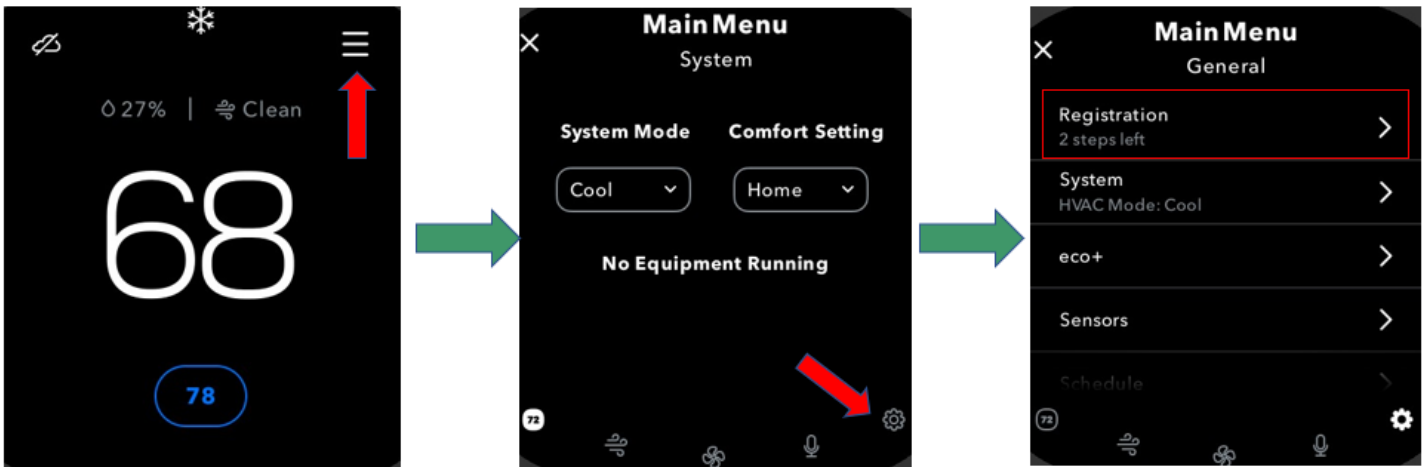 27% | Clean
68
78
Main Menu
System
System Mode Comfort Setting
Cool Home
No Equipment Running
72
Main Menu
General
Registration
2 steps left
System
HVAC Mode: Cool
eco+
Sensors
Schedule
72